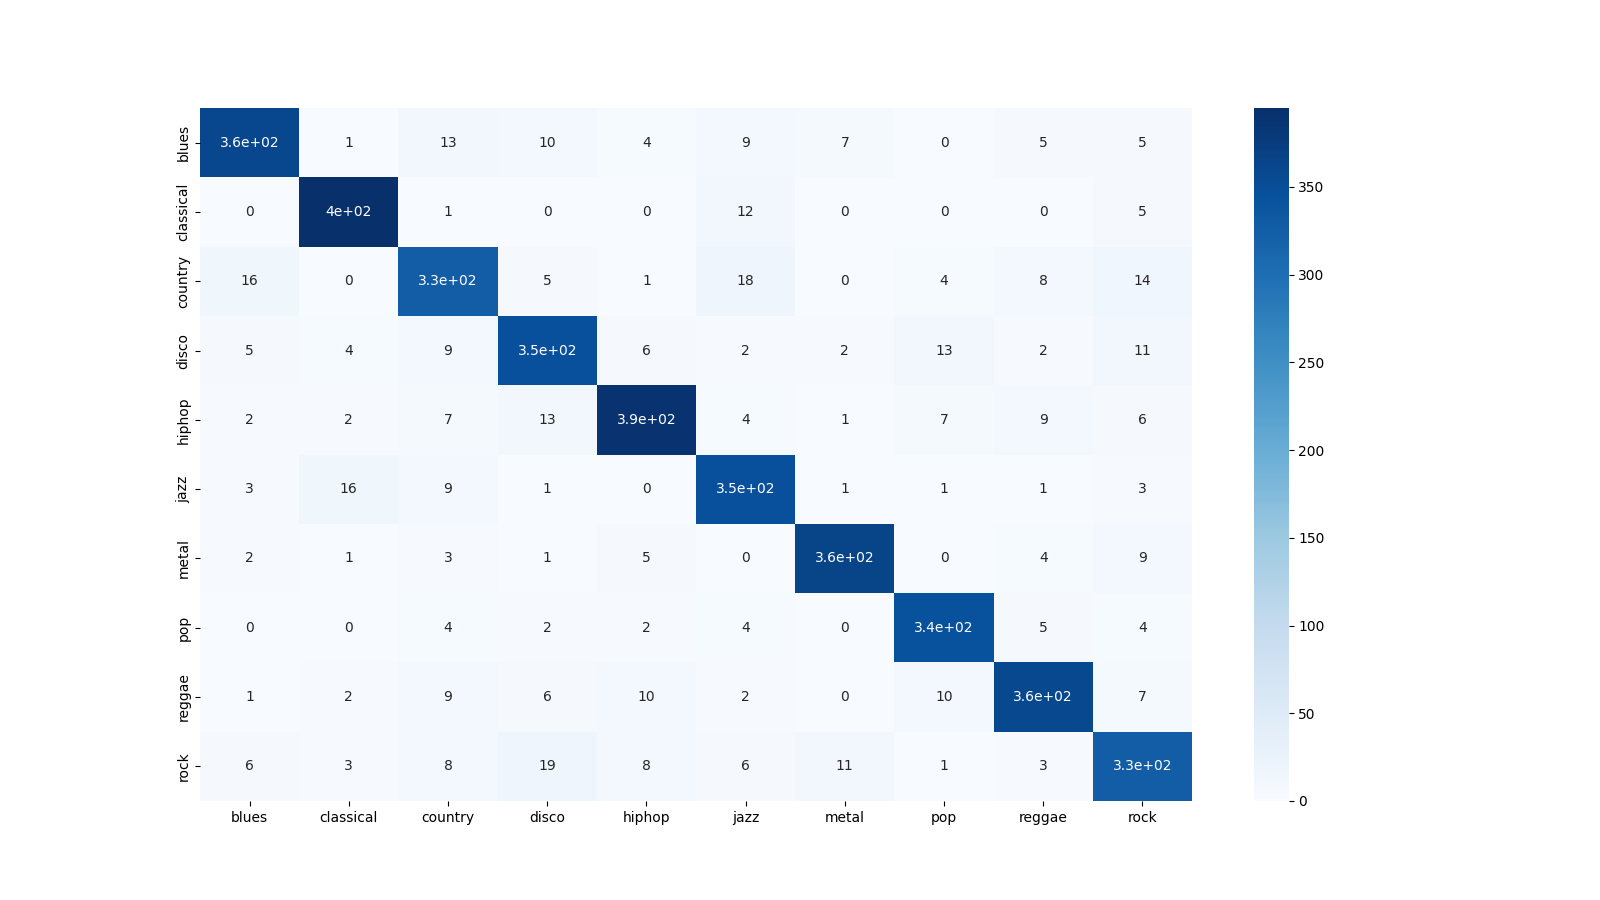 blues 3.6e+02 1 13 10 4 9 7 0 5 5
classical 0 4e+02 1 0 0 12 0 0 0 5
country 16 0 3.3e+02 5 1 18 0 4 8 14
disco 5 4 9 3.5e+02 6 2 2 13 2 11
hiphop 2 2 7 13 3.9e+02 4 1 7 9 6
jazz 3 16 9 1 0 3.5e+02 1 1 1 3
metal 2 1 3 1 5 0 3.6e+02 0 4 9
pop 0 0 4 2 2 4 0 3.4e+02 5 4
reggae 1 2 9 6 10 2 0 10 3.6e+02 7
rock 6 3 8 19 8 6 11 1 3 3.3e+02
blues classical country disco hiphop jazz metal pop reggae rock
350
300
250
200
150
100
50
0